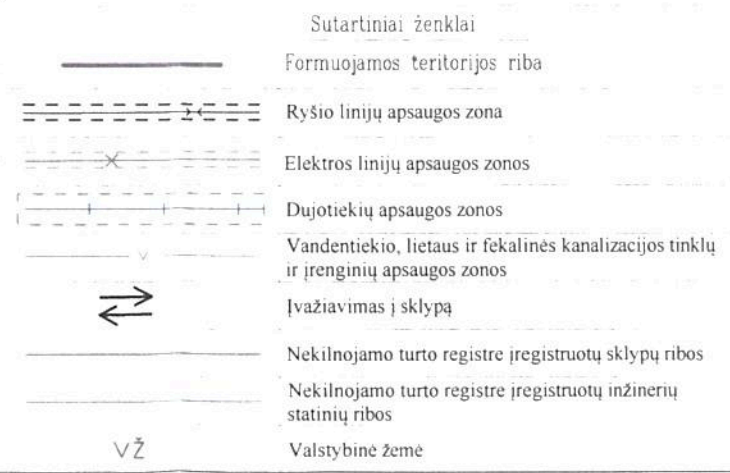 Sutartiniai ženklai
Formuojamos teritorijos riba
Ryšio linijų apsaugos zona
Elektros linijų apsaugos zonos
Dujotiekių apsaugos zonos
V Vandentiekio, lietaus ir fekalinės kanalizacijos tinklų
ir įrenginių apsaugos zonos
Įvažiavimas į sklypą
Nekilnojamo turto registre įregistruotų sklypų ribos
Nekilnojamo turto registre įregistruotų inžinerių
statinių ribos
VŽ Valstybinė žemė